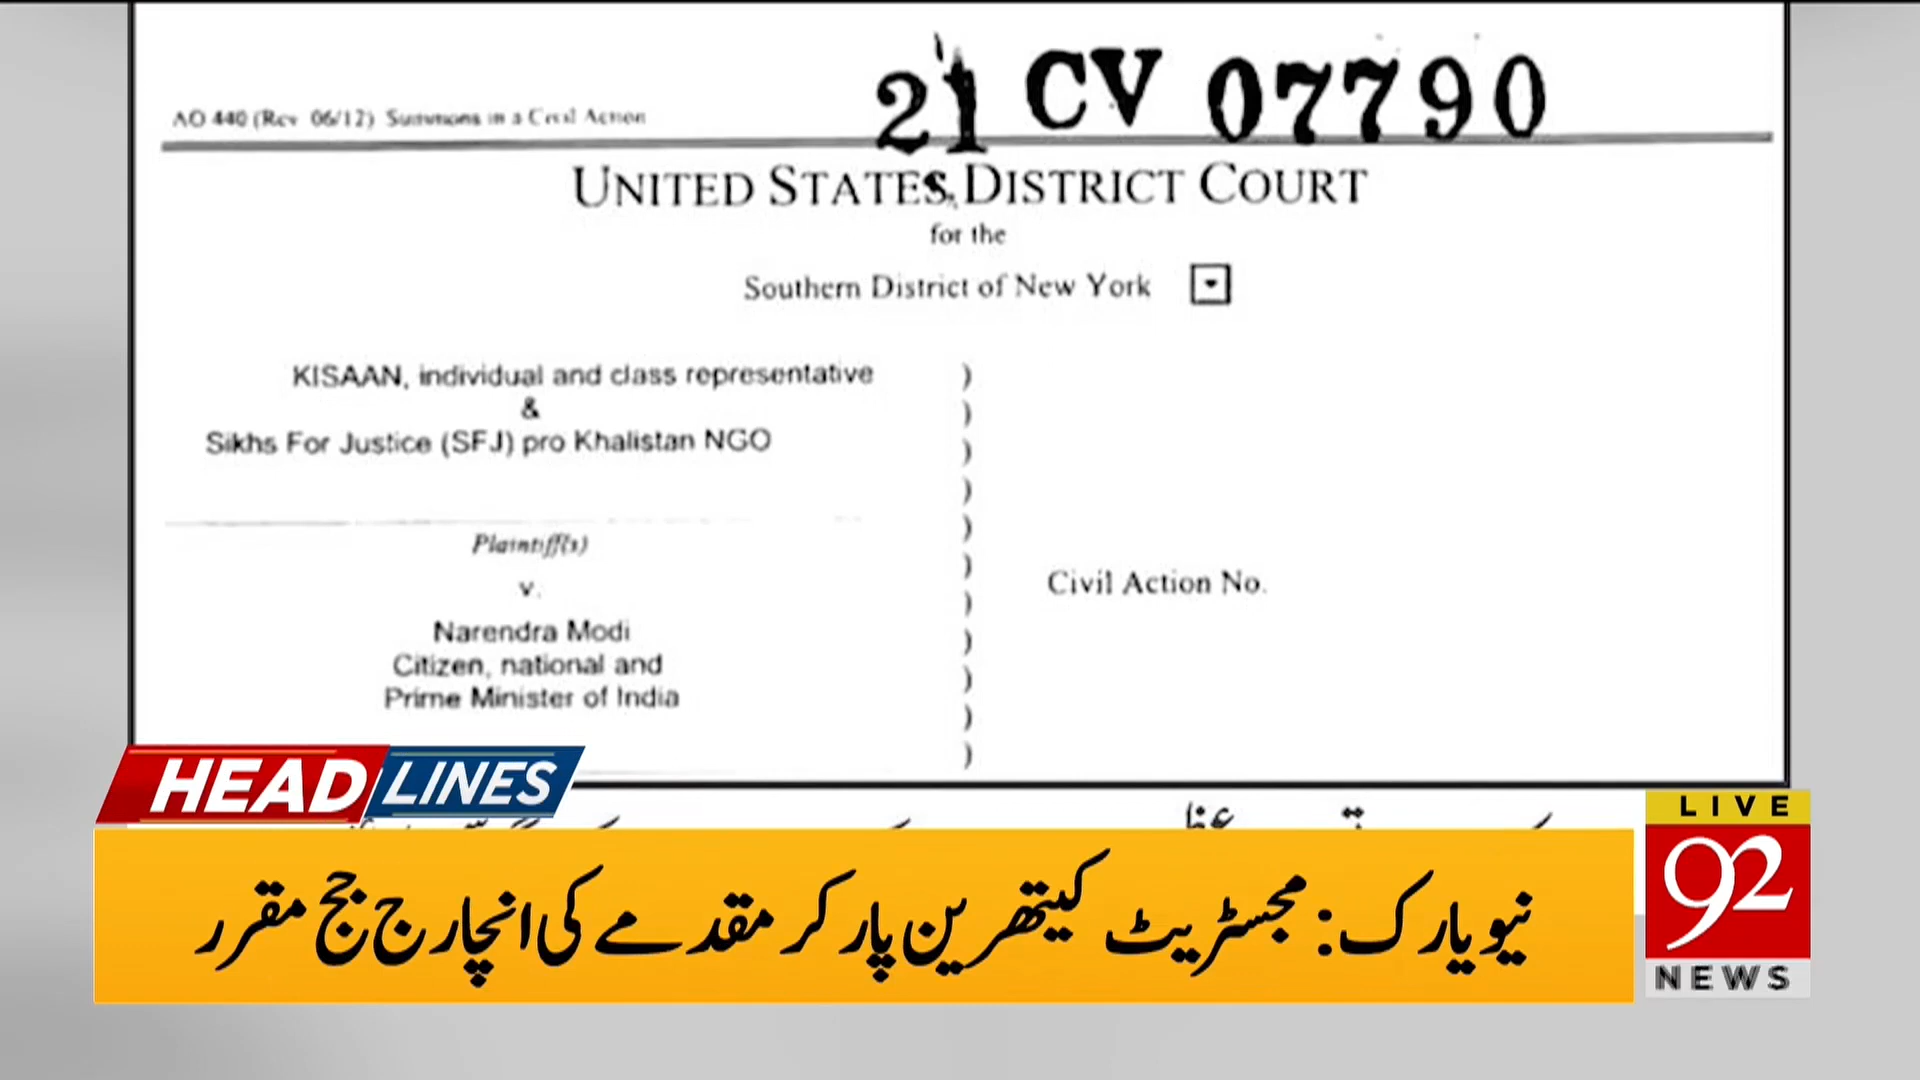 21 CV 07790
AO 440 (Rev 06/12) Summons in a Civil Action
UNITED STATES DISTRICT COURT
for the
Southern District of New York
KISAAN, individual and class representative
&
Sikhs For Justice (SFJ) pro Khalistan NGO
Plaintiff(s)
v.
Narendra Modi
Citizen, national and
Prime Minister of India
)
)
)
)
)
)
)
)
)
)
)
Civil Action No.
HEADLINES
نیویارک: مجسٹریٹ کیتھرین پارکر مقدمے کی انچارج جج مقرر
LIVE
92
NEWS